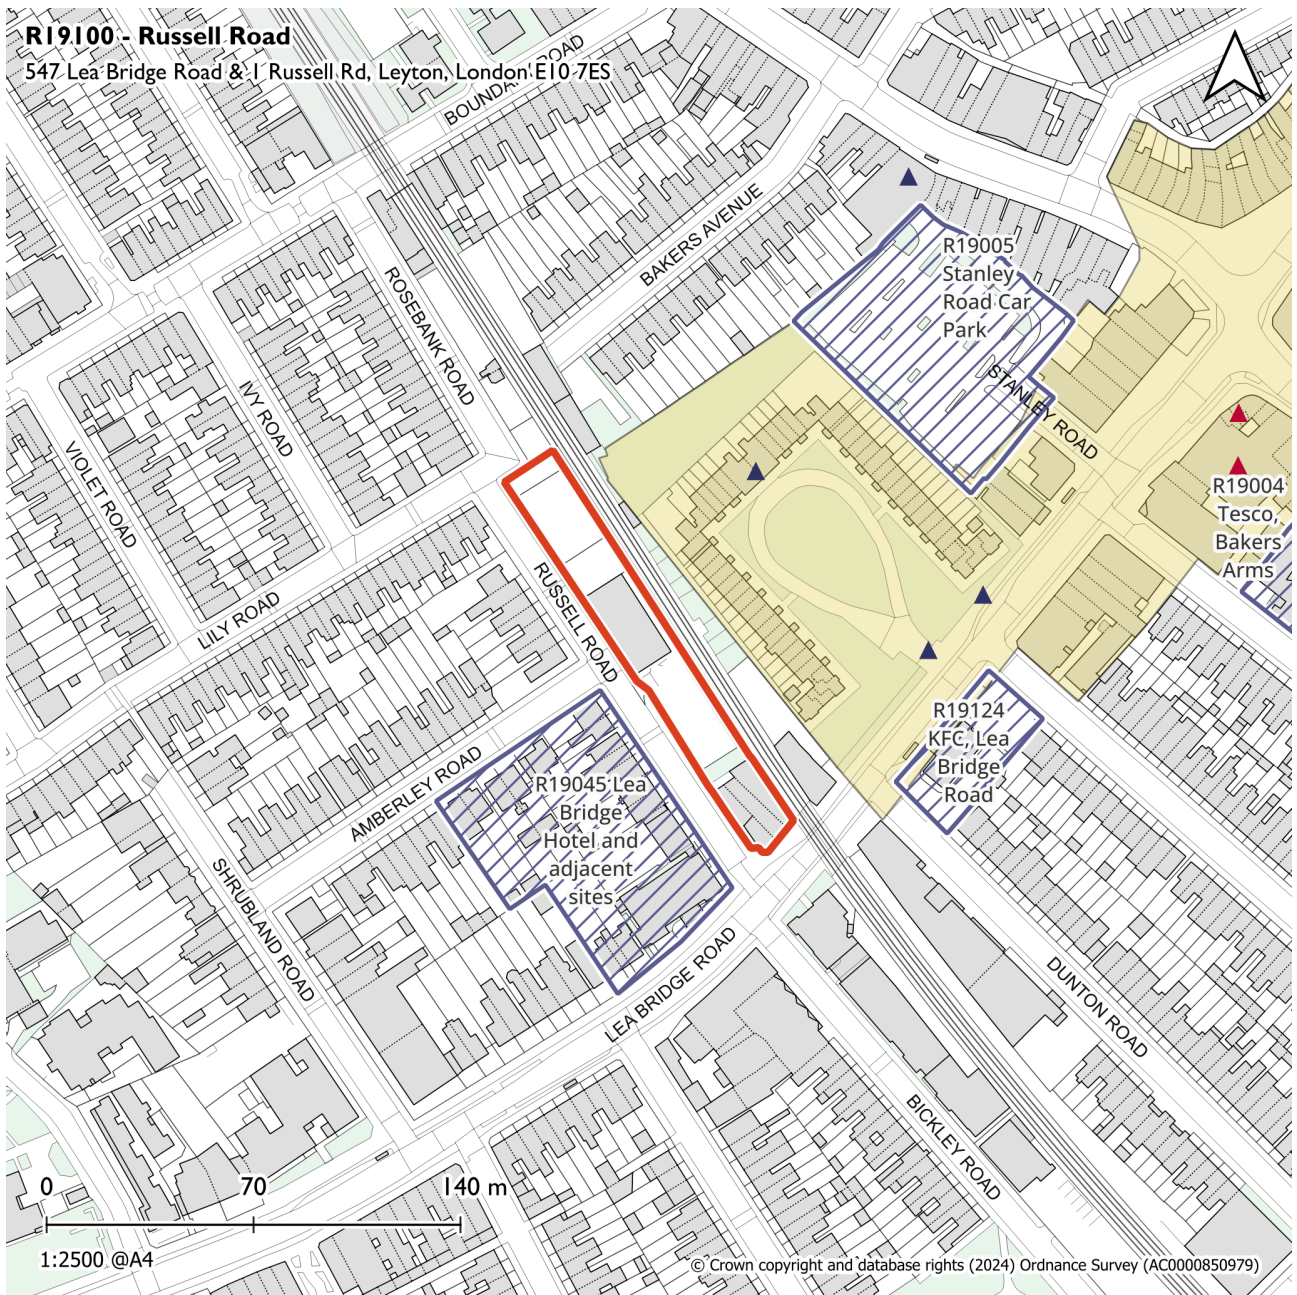 R19100 - Russell Road
547 Lea Bridge Road & 1 Russell Rd, Leyton, London E10 7ES
BOUNDARY ROAD
BAKERS AVENUE
ROSEBANK ROAD
IVY ROAD
VIOLET ROAD
LILY ROAD
RUSSELL ROAD
R19005
Stanley
Road Car
Park
STANLEY ROAD
R19004
Tesco,
Bakers
Arms
R19124
KFC, Lea
Bridge
Road
AMBERLEY ROAD
R19045 Lea
Bridge
Hotel and
adjacent
sites
SHRUBLAND ROAD
LEA BRIDGE ROAD
DUNTON ROAD
BICKLEY ROAD
0 70 140 m
1:2500 @A4
© Crown copyright and database rights (2024) Ordnance Survey (AC0000850979)